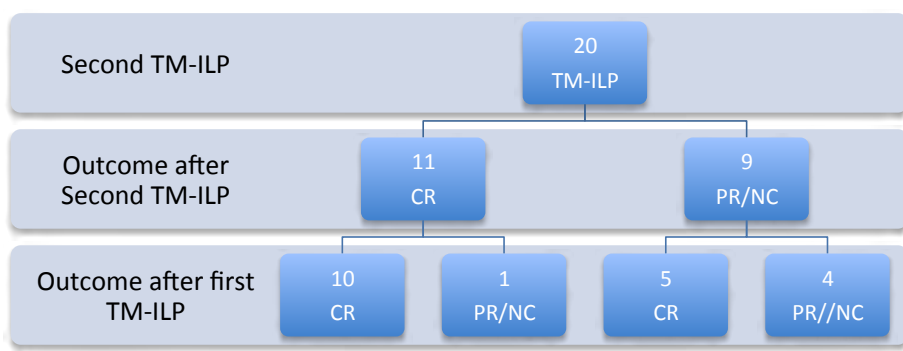 Second TM-ILP
20
TM-ILP
Outcome after
Second TM-ILP
11
CR
9
PR/NC
Outcome after first
TM-ILP
10
CR
1
PR/NC
5
CR
4
PR//NC